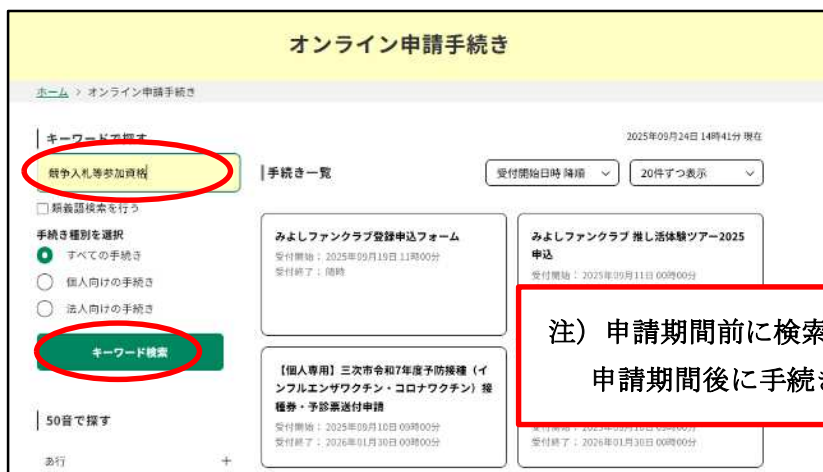 オンライン申請手続き
ホーム > オンライン申請手続き
キーワードで探す
2025年09月24日 14時41分 現在
競争入札等参加資格
手続き一覧
受付開始日時 降順
20件ずつ表示
類義語検索を行う
手続き種別を選択
すべての手続き
個人向けの手続き
法人向けの手続き
キーワード検索
みよしファンクラブ登録申込フォーム
受付開始：2025年09月19日 11時00分
受付終了：随時
みよしファンクラブ 推し活体験ツアー2025
申込
受付開始：2025年09月11日 00時00分
注）申請期間前に検索
申請期間後に手続き
【個人専用】三次市令和7年度予防接種（イ
ンフルエンザワクチン・コロナワクチン）接
種券・予診票送付申請
受付開始：2025年09月10日 09時00分
受付終了：2026年01月30日 00時00分
受付終了：2026年01月30日 00時00分
50音で探す
あ行
+